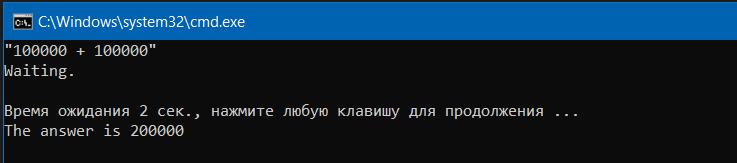 C:\Windows\system32\cmd.exe
"100000 + 100000"
Waiting.
Время ожидания 2 сек., нажмите любую клавишу для продолжения ...
The answer is 200000